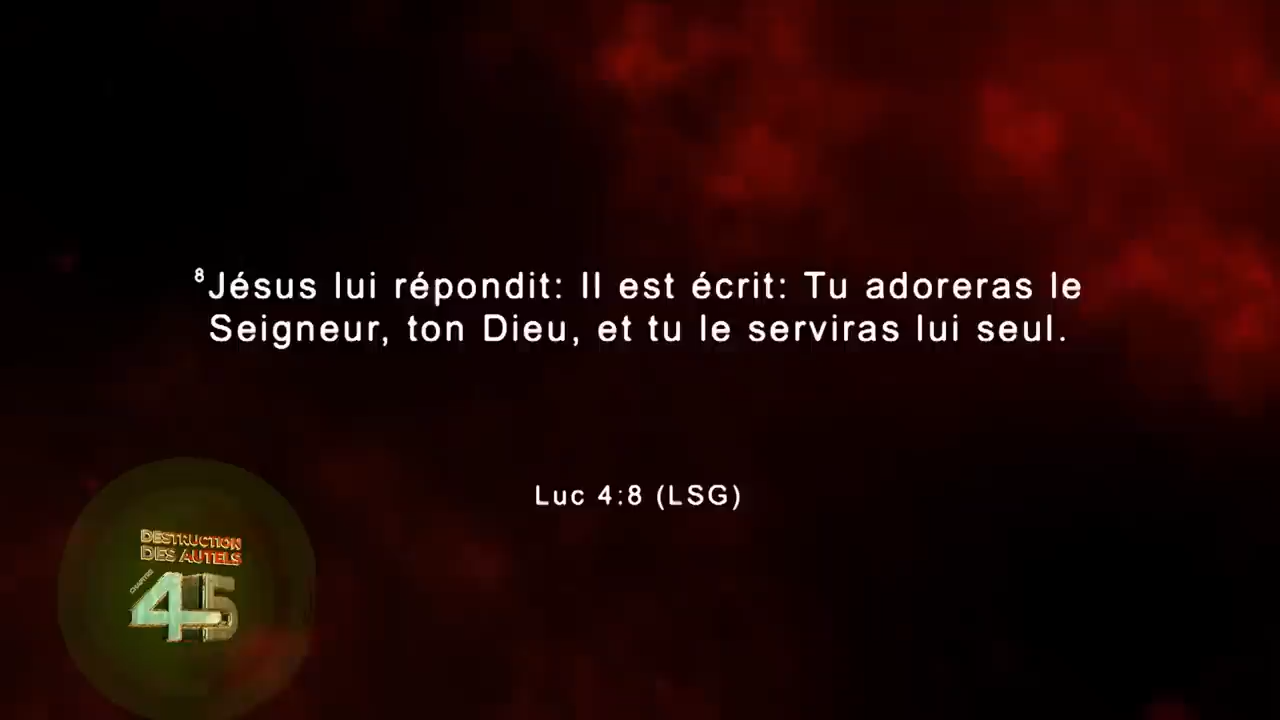 ⁸Jésus lui répondit: Il est écrit: Tu adoreras le
Seigneur, ton Dieu, et tu le serviras lui seul.
Luc 4:8 (LSG)
DESTRUCTION
DES AUTELS
CHAPITRE
45